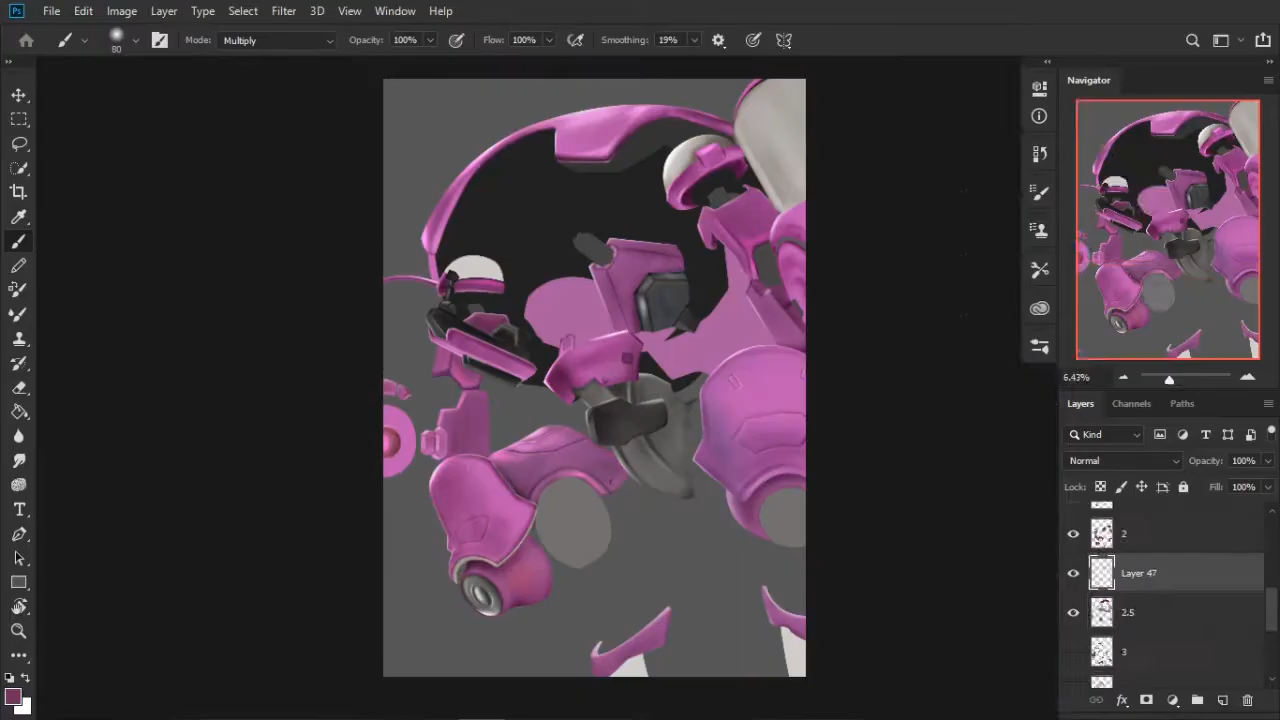 Ps File Edit Image Layer Type Select Filter 3D View Window Help
80 Mode: Multiply Opacity: 100% Flow: 100% Smoothing: 19%
Navigator
6.43%
Layers Channels Paths
Kind
Normal Opacity: 100%
Lock: Fill: 100%
2
Layer 47
2.5
3
fx